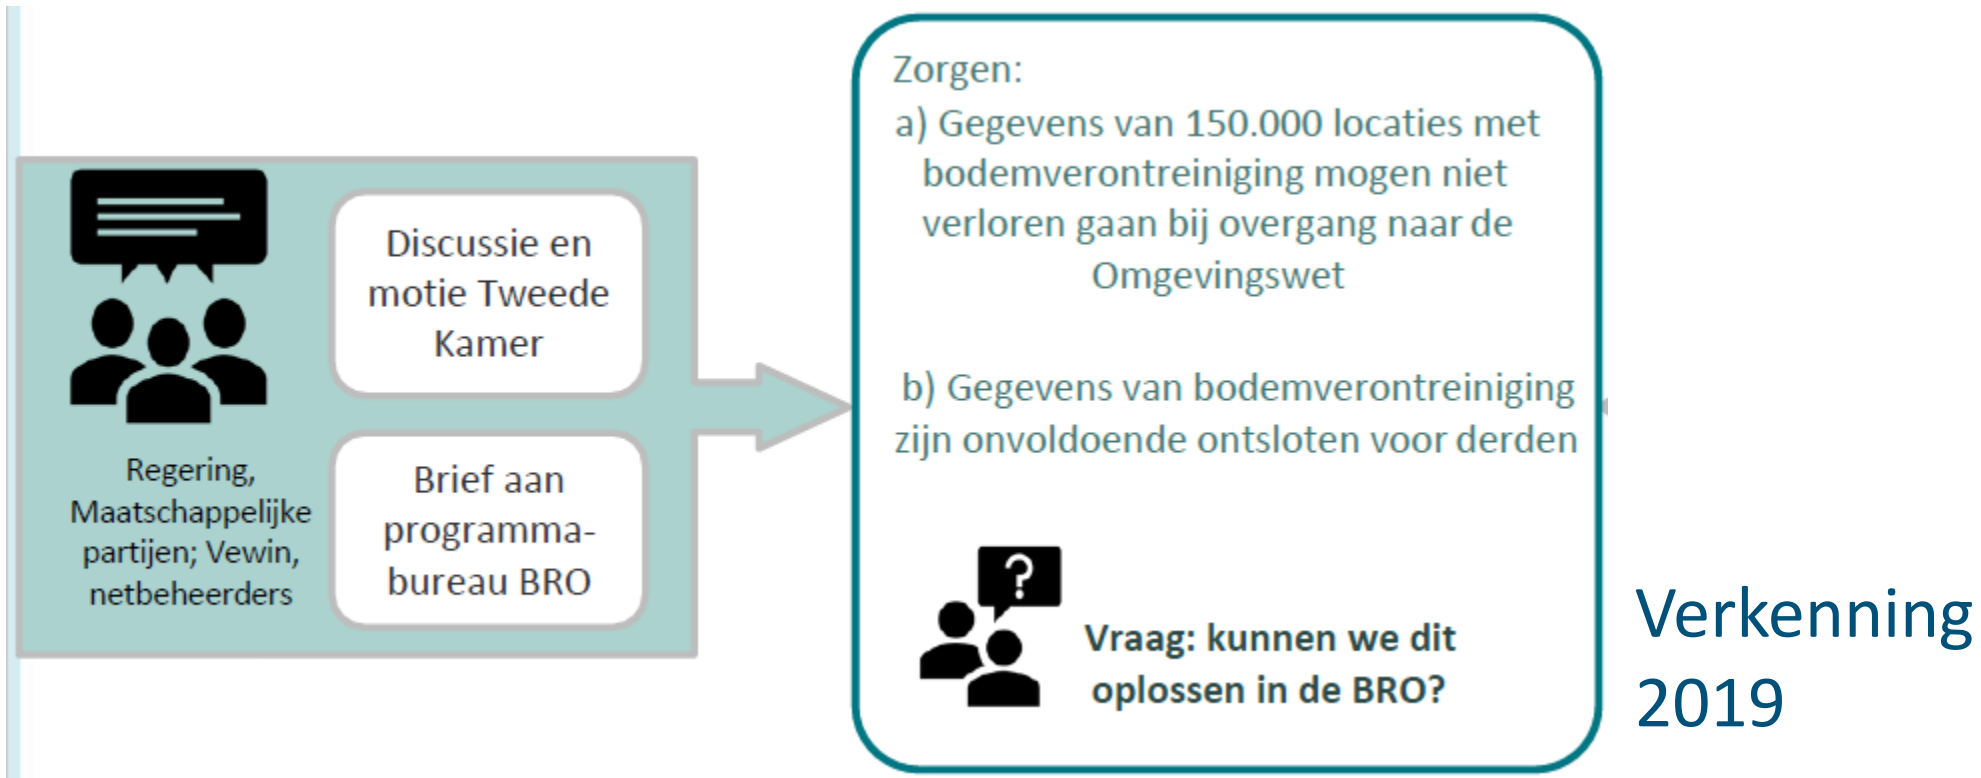 Regering,
Maatschappelijke
partijen; Vewin,
netbeheerders
Discussie en
motie Tweede
Kamer
Brief aan
programma-
bureau BRO
Zorgen:
a) Gegevens van 150.000 locaties met
bodemverontreiniging mogen niet
verloren gaan bij overgang naar de
Omgevingswet
b) Gegevens van bodemverontreiniging
zijn onvoldoende ontsloten voor derden
?
Vraag: kunnen we dit
oplossen in de BRO?
Verkenning
2019